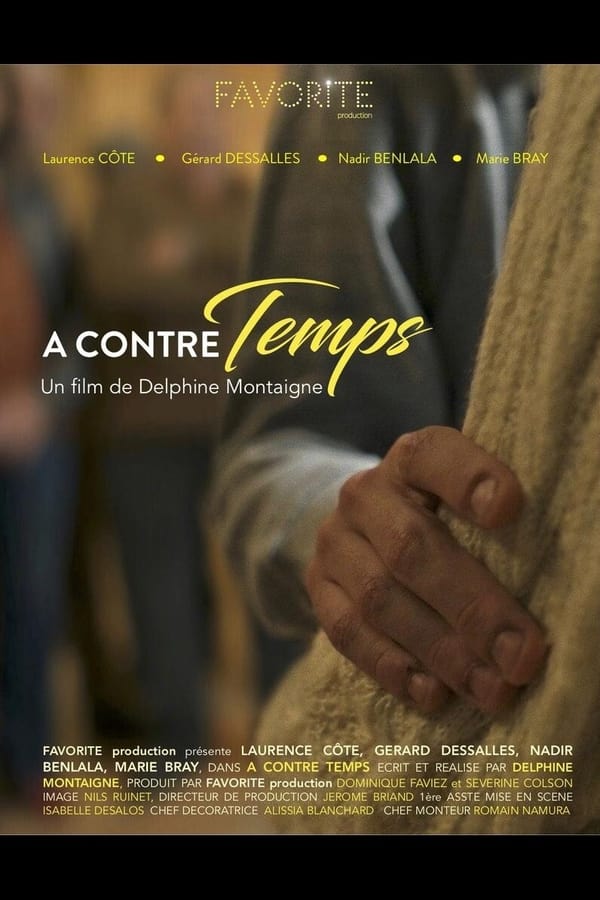 FAVORITE
production
Laurence CÔTE • Gérard DESSALLES • Nadir BENLALA • Marie BRAY
A CONTRE Temps
Un film de Delphine Montaigne
FAVORITE production présente LAURENCE CÔTE, GERARD DESSALLES, NADIR
BENLALA, MARIE BRAY, DANS A CONTRE TEMPS ECRIT ET REALISE PAR DELPHINE
MONTAIGNE, PRODUIT PAR FAVORITE production DOMINIQUE FAVIEZ et SEVERINE COLSON
IMAGE NILS RUINET, DIRECTEUR DE PRODUCTION JEROME BRIAND 1ère ASSTE MISE EN SCENE
ISABELLE DESALOS CHEF DECORATRICE ALISSIA BLANCHARD CHEF MONTEUR ROMAIN NAMURA